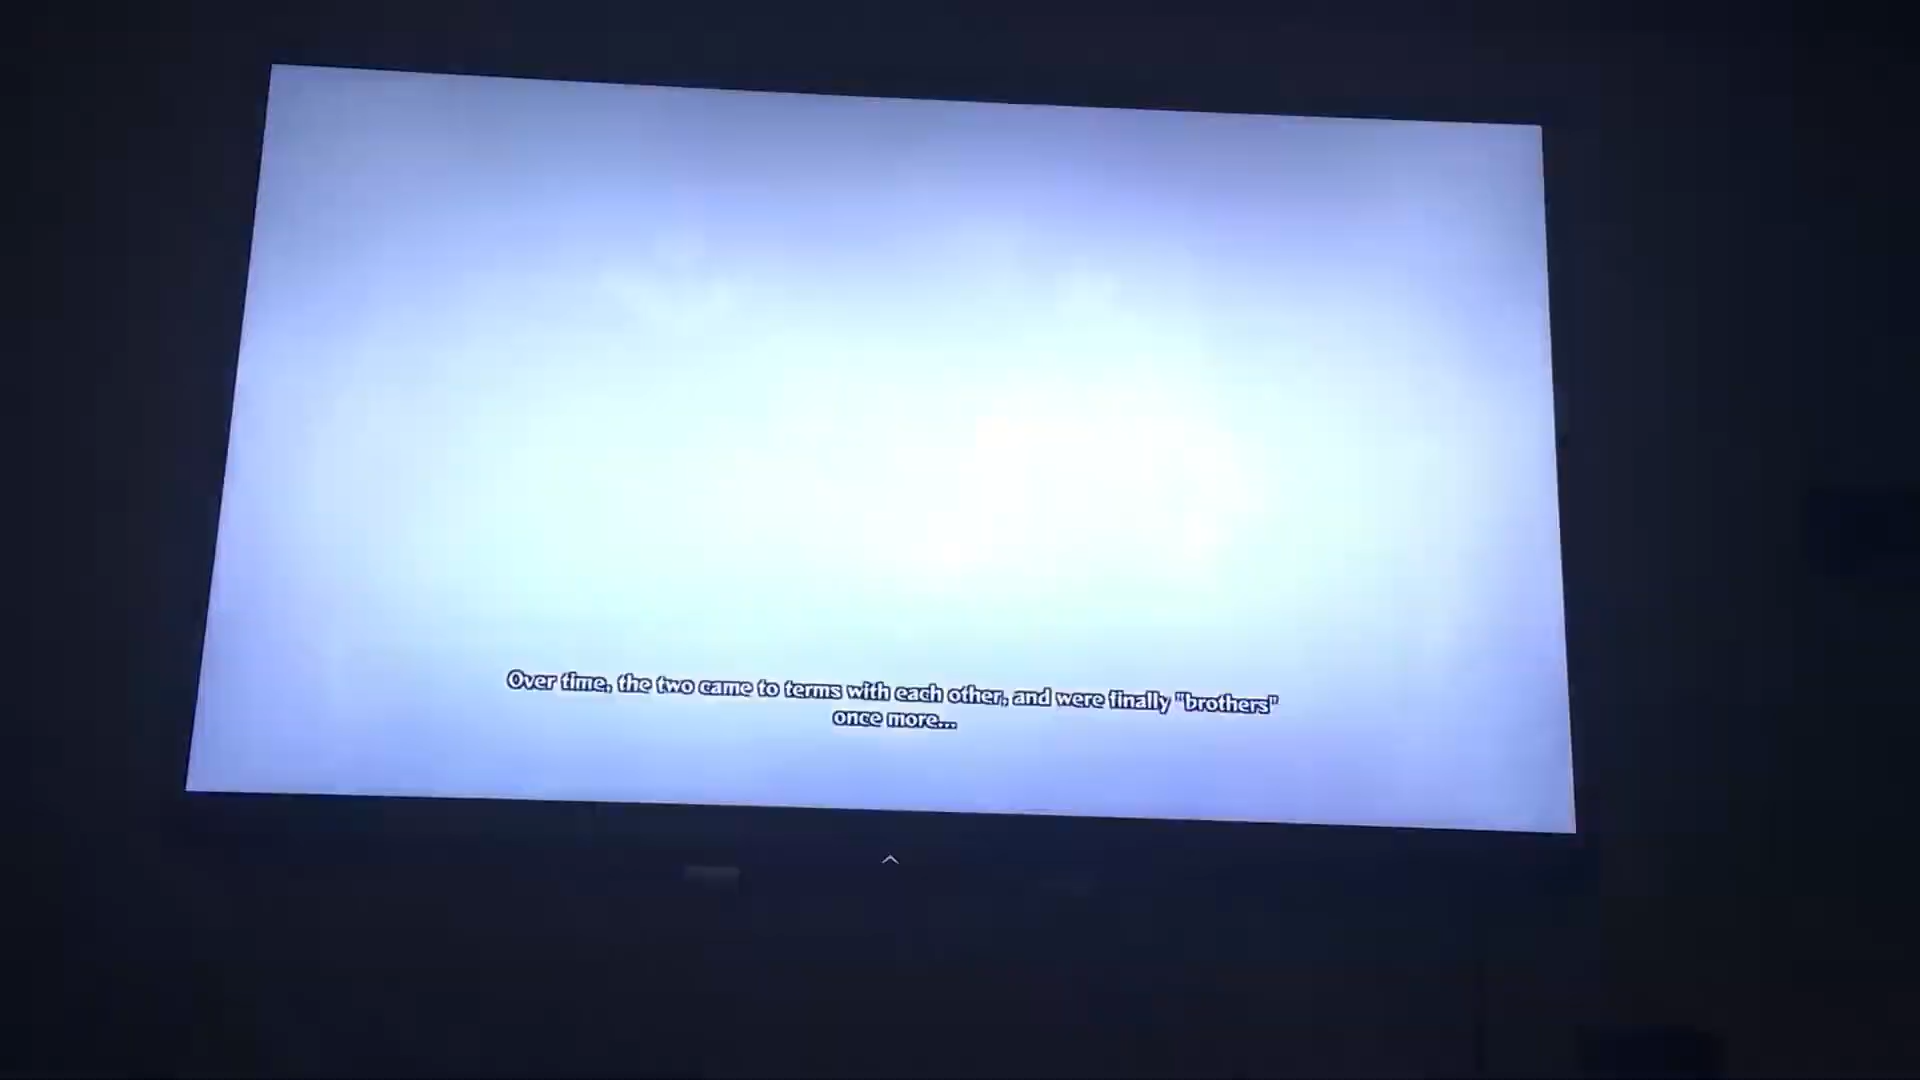 Over time, the two came to terms with each other, and were finally "brothers"
once more...